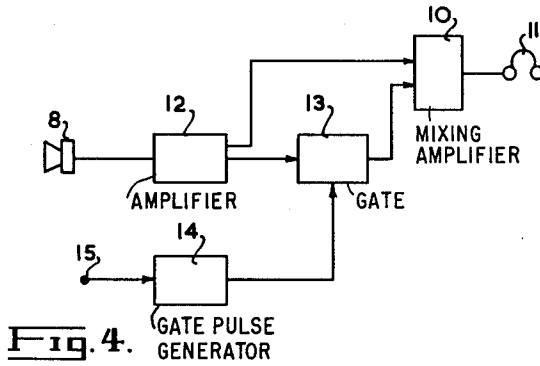 10
11
MIXING
AMPLIFIER
8
12
AMPLIFIER
13
GATE
15
14
GATE PULSE
GENERATOR
Fig. 4.